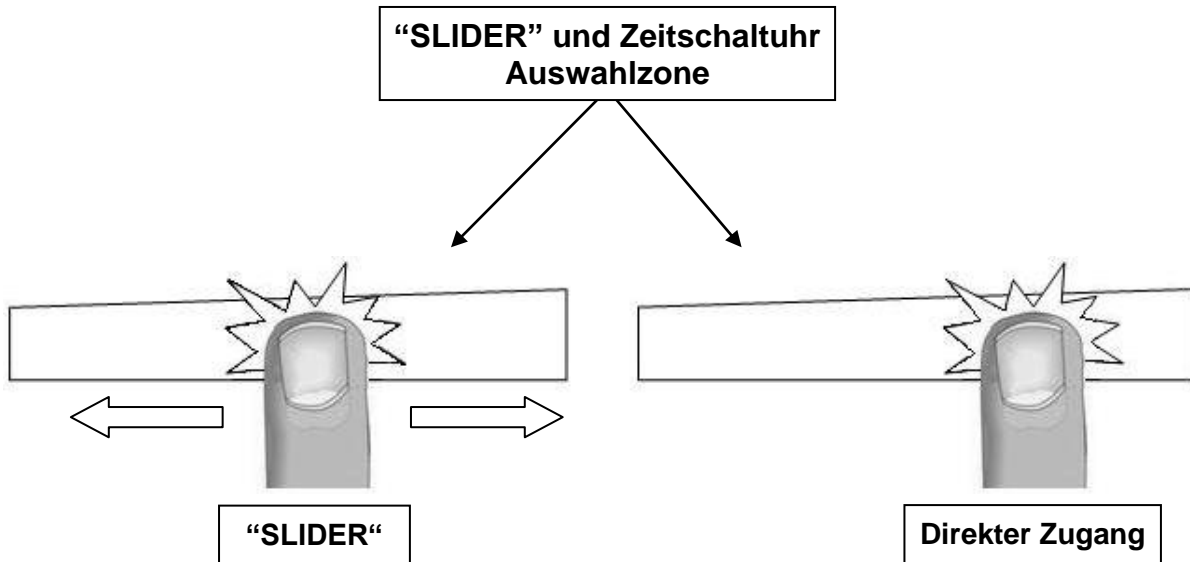 “SLIDER” und Zeitschaltuhr
Auswahlzone
“SLIDER“
Direkter Zugang